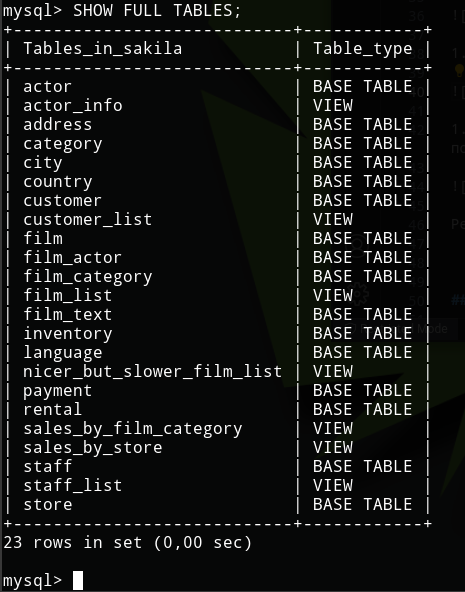 mysql> SHOW FULL TABLES;
+----------------------------+------------+
| Tables_in_sakila           | Table_type |
+----------------------------+------------+
| actor                      | BASE TABLE |
| actor_info                 | VIEW       |
| address                    | BASE TABLE |
| category                   | BASE TABLE |
| city                       | BASE TABLE |
| country                    | BASE TABLE |
| customer                   | BASE TABLE |
| customer_list              | VIEW       |
| film                       | BASE TABLE |
| film_actor                 | BASE TABLE |
| film_category              | BASE TABLE |
| film_list                  | VIEW       |
| film_text                  | BASE TABLE |
| inventory                  | BASE TABLE |
| language                   | BASE TABLE |
| nicer_but_slower_film_list | VIEW       |
| payment                    | BASE TABLE |
| rental                     | BASE TABLE |
| sales_by_film_category     | VIEW       |
| sales_by_store             | VIEW       |
| staff                      | BASE TABLE |
| staff_list                 | VIEW       |
| store                      | BASE TABLE |
+----------------------------+------------+
23 rows in set (0,00 sec)
mysql>